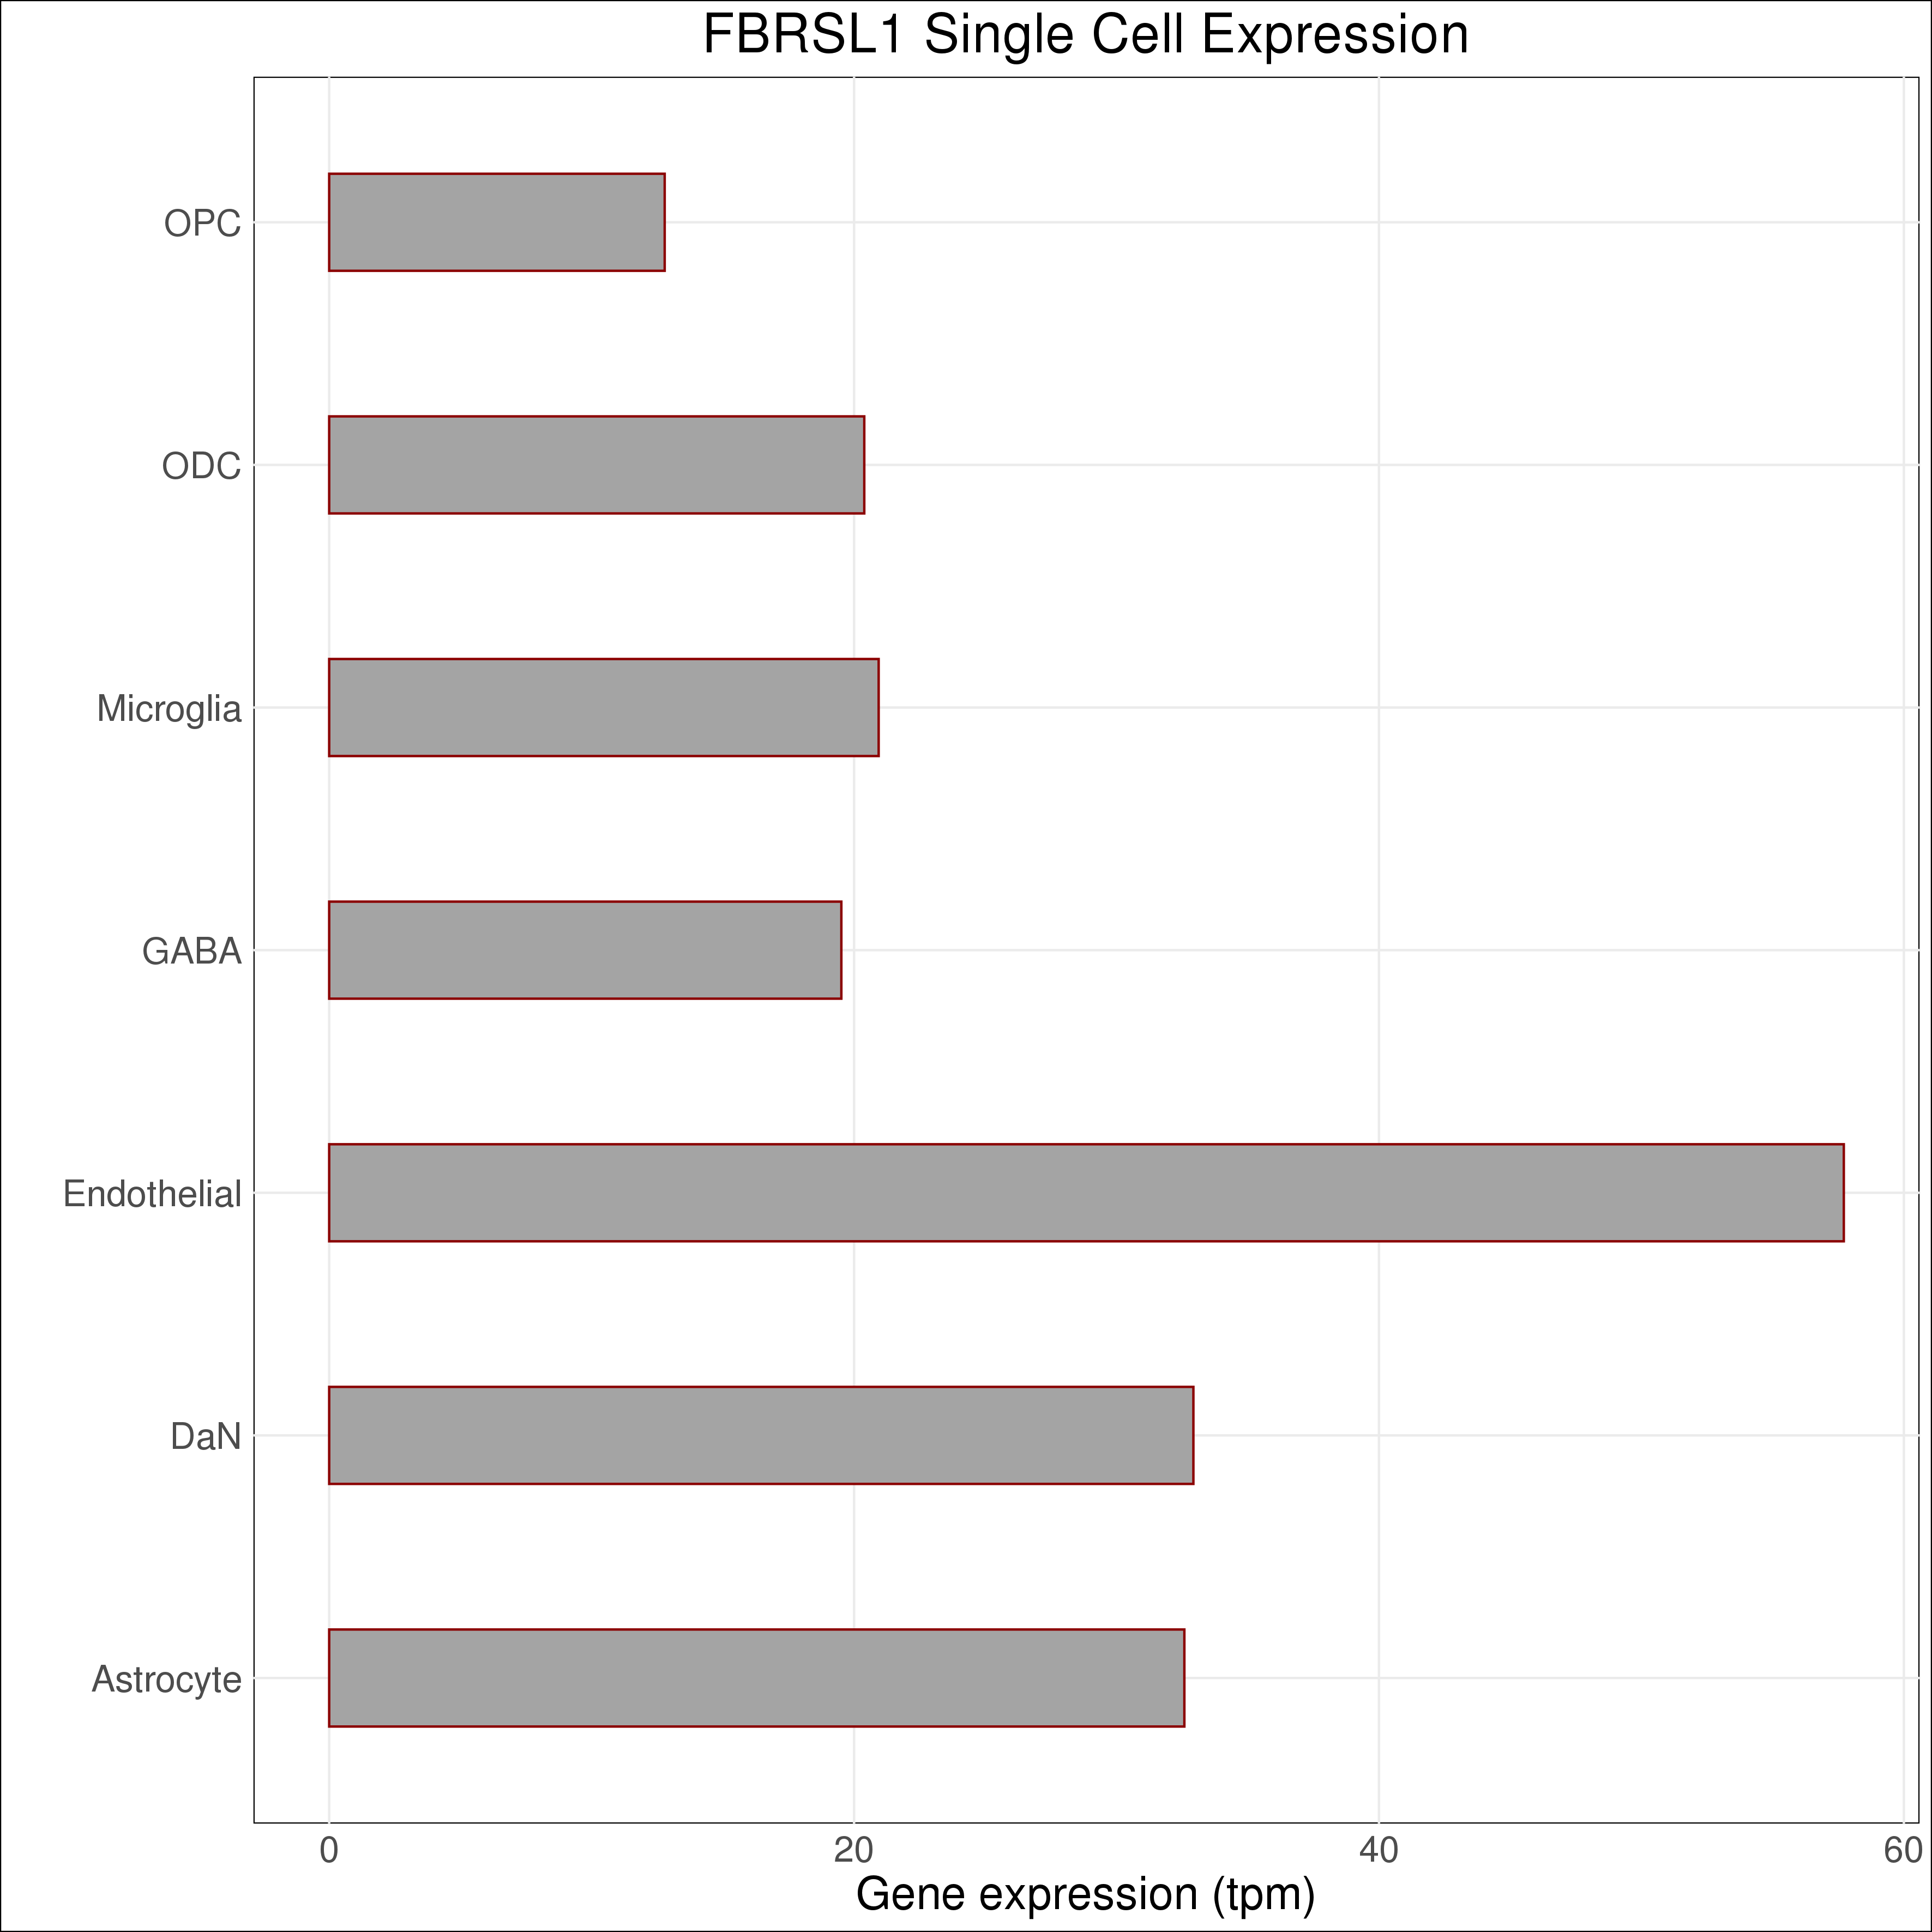 FBRSL1 Single Cell Expression
OPC
ODC
Microglia
GABA
Endothelial
DaN
Astrocyte
0 20 40 60
Gene expression (tpm)